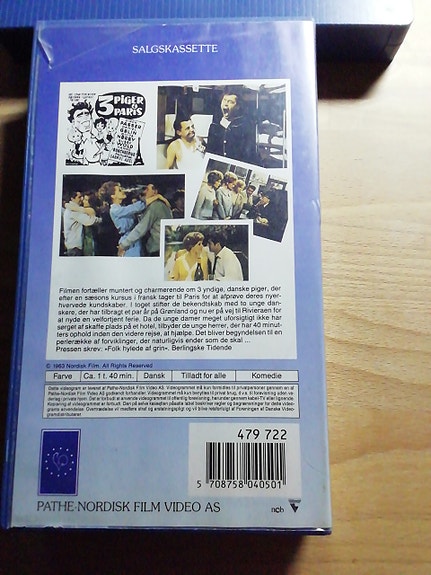 SALGSKASSETTE
3 PIGER
I PARIS
Filmen fortæller muntert og charmerende om 3 yndige, danske piger, der
efter en sæsons kursus i fransk tager til Paris for at afprøve deres nyer-
hvervede kundskaber. I toget stifter de bekendtskab med to unge dan-
skere, der har tilbragt et par år på Grønland og nu er på vej til Rivieraen for at
nyde en velfortjent ferie. Da de unge damer meget uforsigtigt ikke har
sørget af skaffe plads på et hotel, tilbyder de unge herrer, der har 40 minut-
ters ophold inden den videre rejse, at hjælpe. Det bliver begyndelsen på en
perlerække af forviklinger, der naturligvis ender som de skal ...
Pressen skrev: »Folk hylede af grin«. Berlingske Tidende
© 1963 Nordisk Film. All Rights Reserved
Farve Ca. 1 t. 40 min. Dansk Tilladt for alle Komedie
479 722
5 708758 040501
PATHE-NORDISK FILM VIDEO AS
ncb